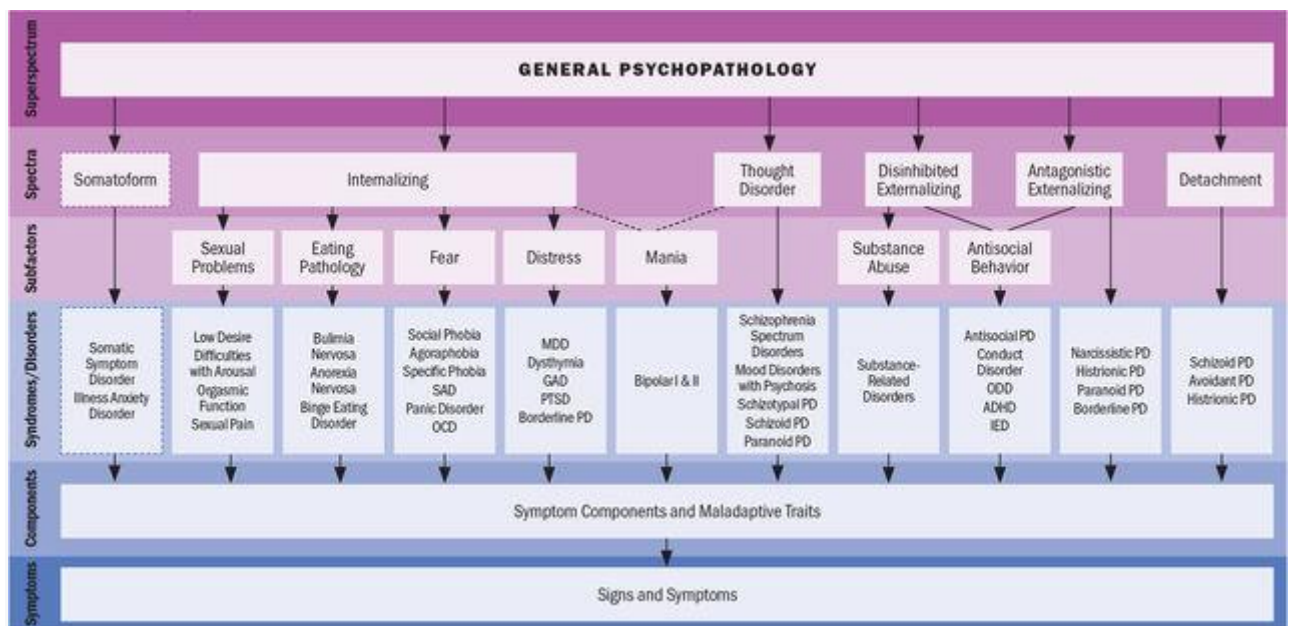 Superspectrum
GENERAL PSYCHOPATHOLOGY
Spectra
Somatoform
Internalizing
Thought
Disorder
Disinhibited
Externalizing
Antagonistic
Externalizing
Detachment
Subfactors
Sexual
Problems
Eating
Pathology
Fear
Distress
Mania
Substance
Abuse
Antisocial
Behavior
Syndromes/Disorders
Somatic
Symptom
Disorder
Illness Anxiety
Disorder
Low Desire
Difficulties
with Arousal
Orgasmic
Function
Sexual Pain
Bulimia
Nervosa
Anorexia
Nervosa
Binge Eating
Disorder
Social Phobia
Agoraphobia
Specific Phobia
SAD
Panic Disorder
OCD
MDD
Dysthymia
GAD
PTSD
Borderline PD
Bipolar I & II
Schizophrenia
Spectrum
Disorders
Mood Disorders
with Psychosis
Schizotypal PD
Schizoid PD
Paranoid PD
Substance-
Related
Disorders
Antisocial PD
Conduct
Disorder
ODD
ADHD
IED
Narcissistic PD
Histrionic PD
Paranoid PD
Borderline PD
Schizoid PD
Avoidant PD
Histrionic PD
Components
Symptom Components and Maladaptive Traits
Symptoms
Signs and Symptoms